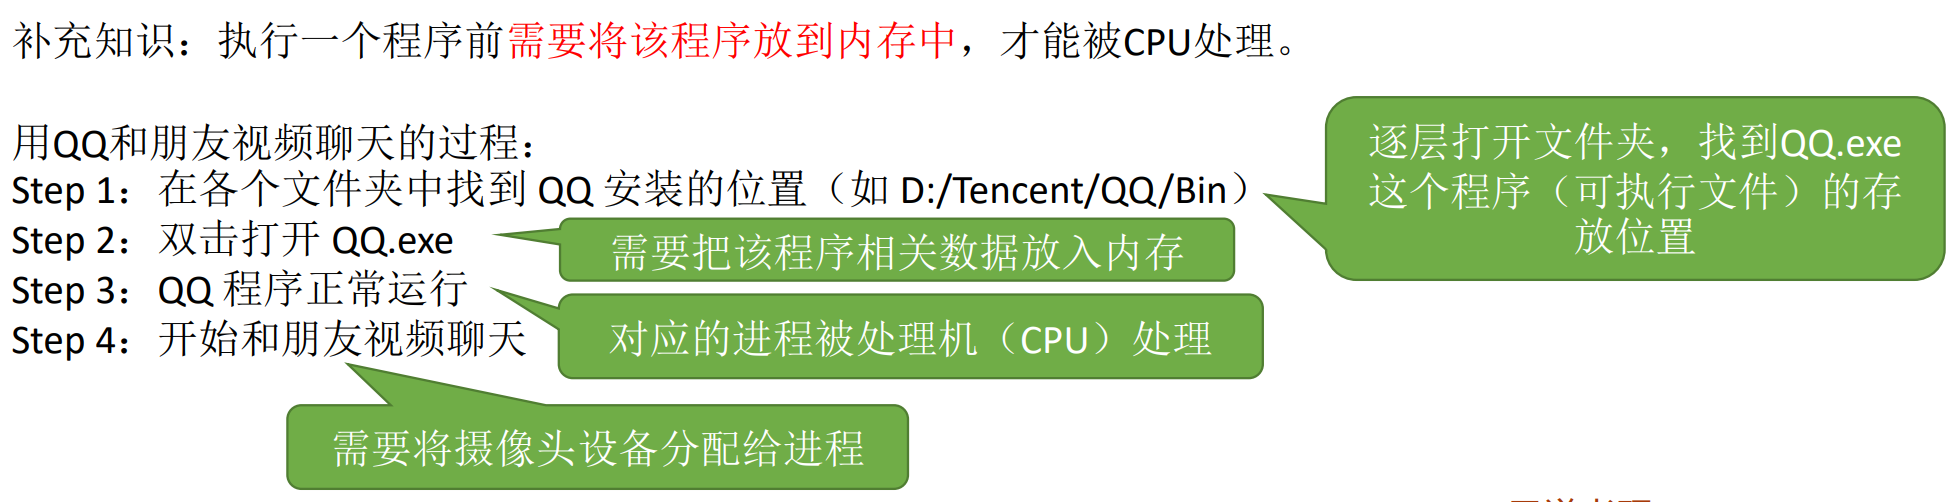 补充知识：执行一个程序前需要将该程序放到内存中，才能被CPU处理。
用QQ和朋友视频聊天的过程：
Step 1：在各个文件夹中找到 QQ 安装的位置（如 D:/Tencent/QQ/Bin）
逐层打开文件夹，找到QQ.exe
这个程序（可执行文件）的存
放位置
Step 2：双击打开 QQ.exe
需要把该程序相关数据放入内存
Step 3：QQ 程序正常运行
对应的进程被处理机（CPU）处理
Step 4：开始和朋友视频聊天
需要将摄像头设备分配给进程